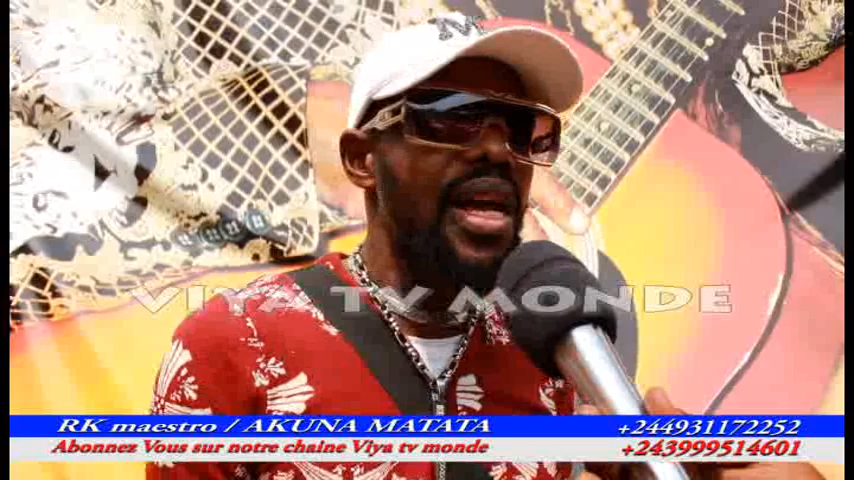 VIYA TV MONDE
RK maestro / AKUNA MATATA +244931172252
Abonnez Vous sur notre chaine Viya tv monde +243999514601